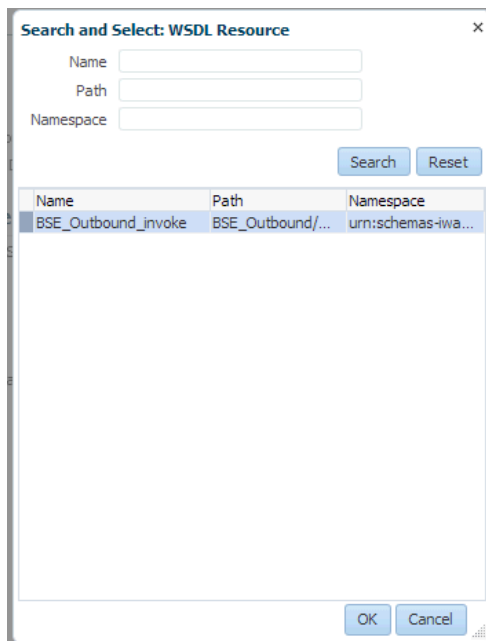 Search and Select: WSDL Resource
Name
Path
Namespace
Search Reset
Name Path Namespace
BSE_Outbound_invoke BSE_Outbound/... urn:schemas-iwa...
OK Cancel